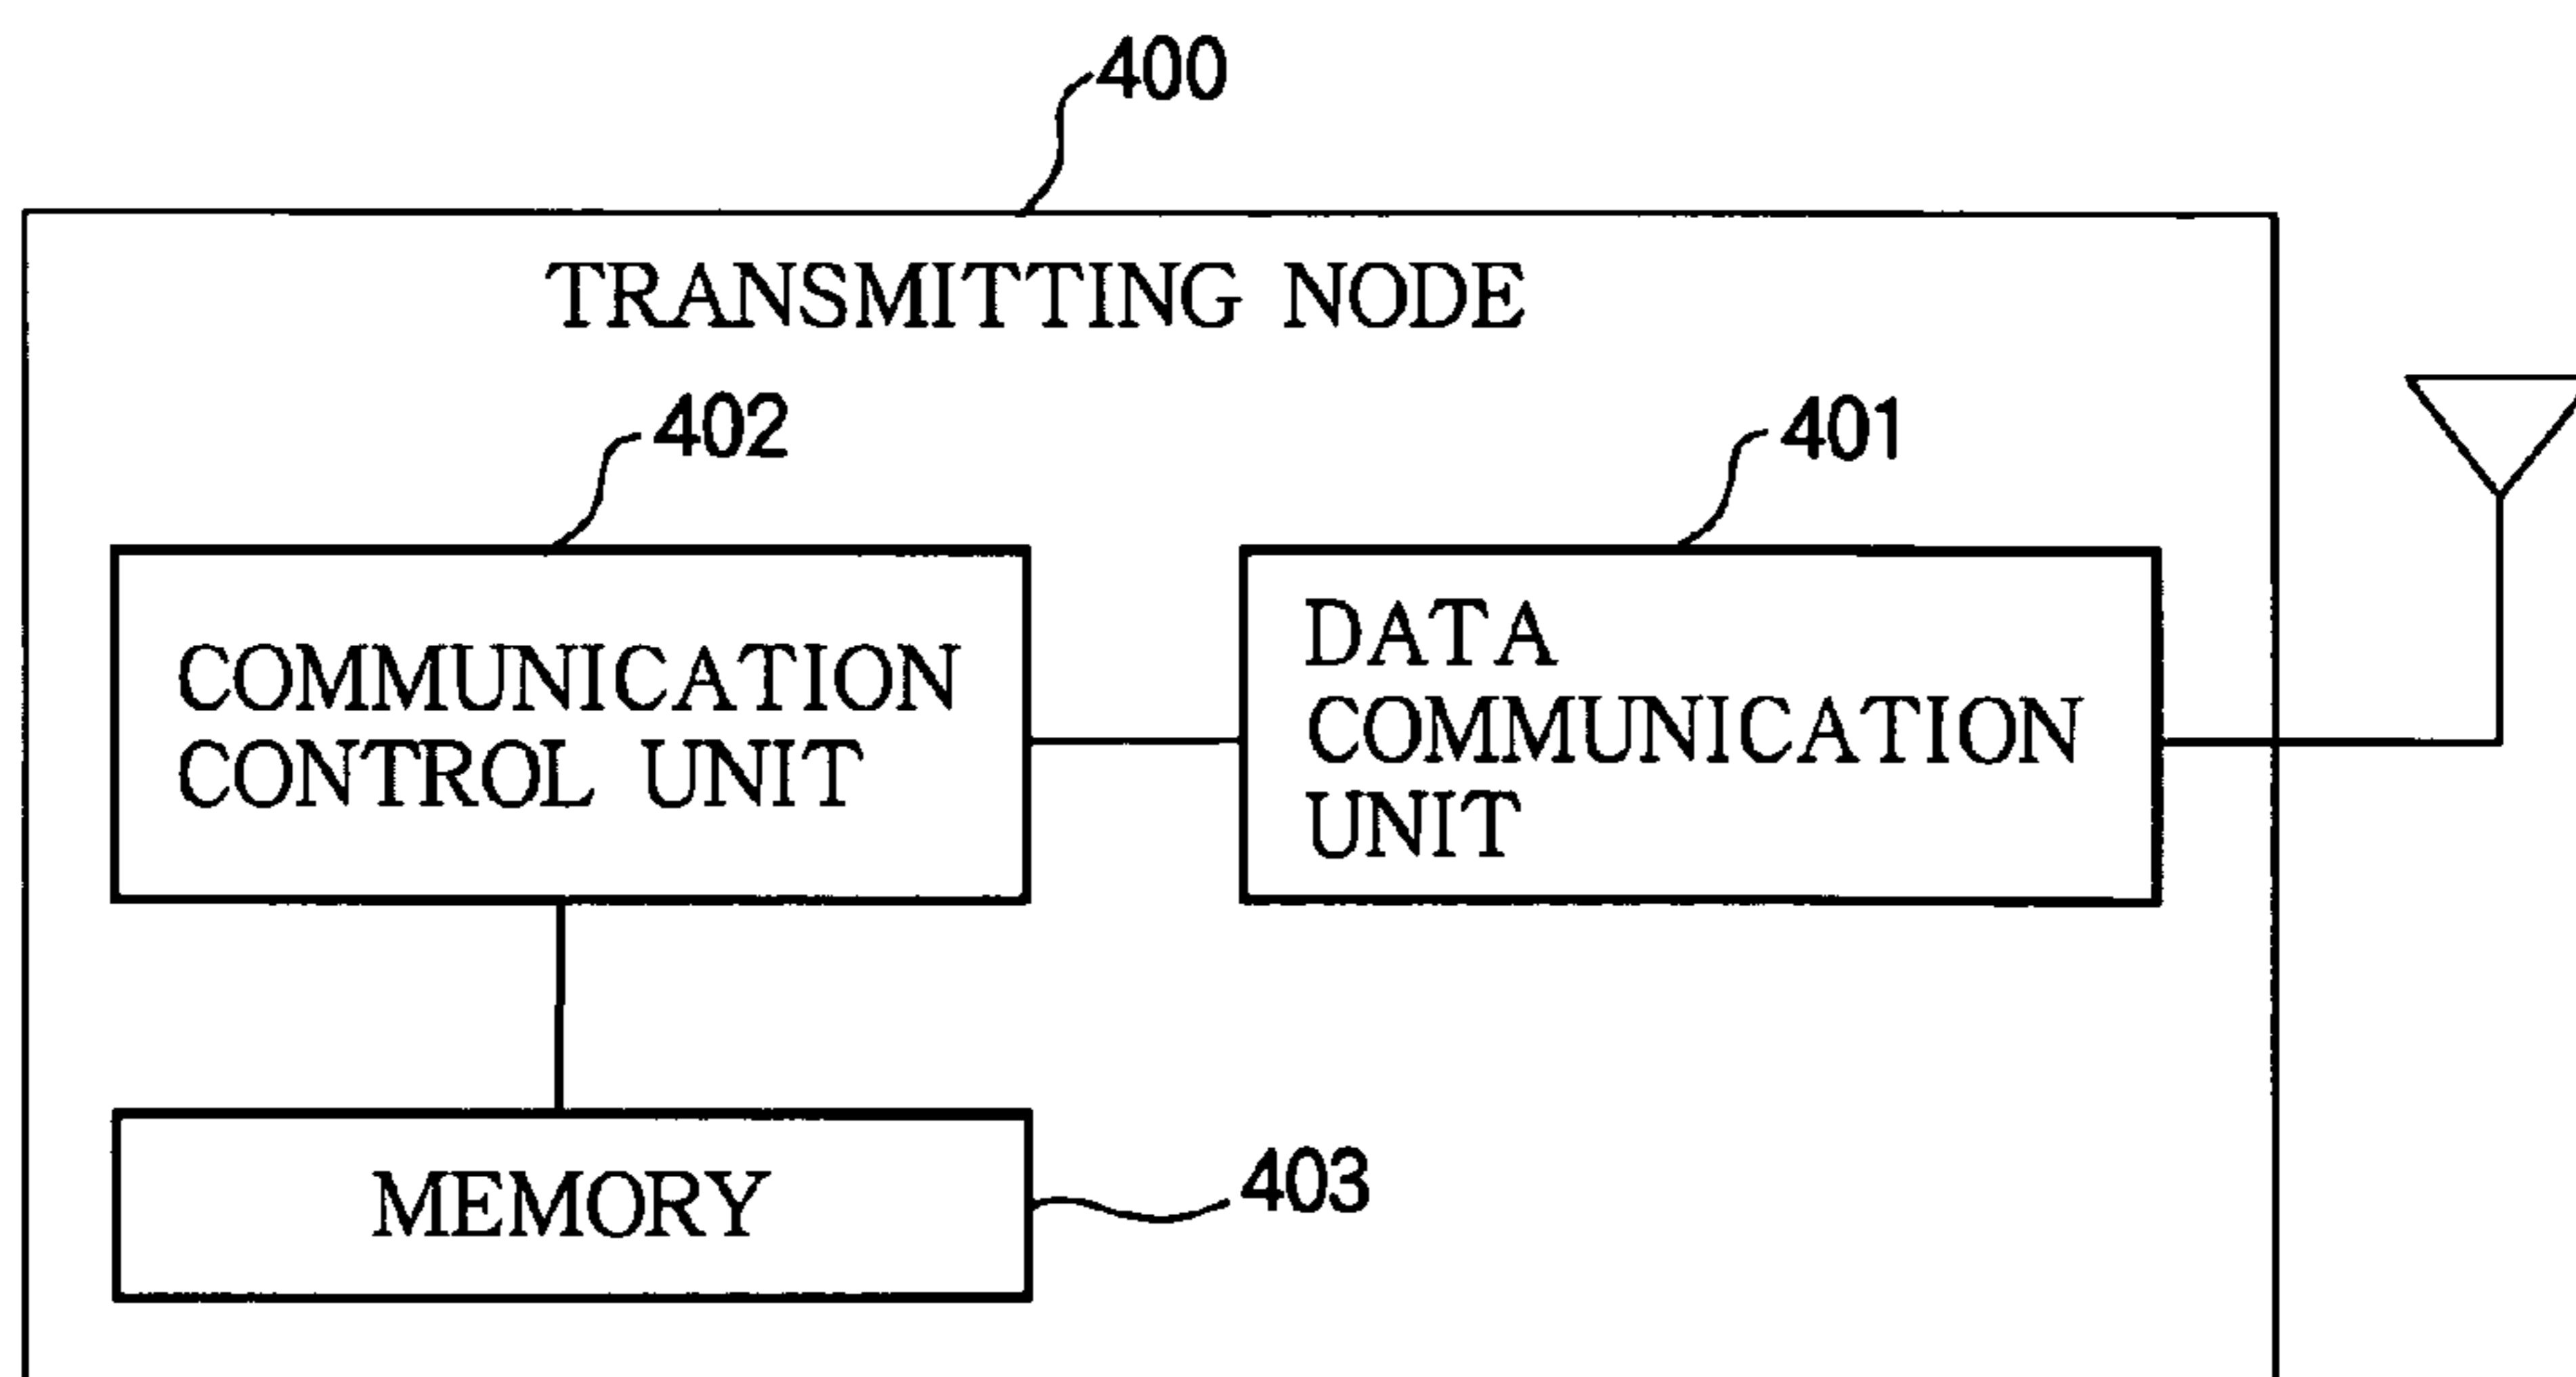 400
TRANSMITTING NODE
402
401
COMMUNICATION
CONTROL UNIT
DATA
COMMUNICATION
UNIT
MEMORY
403